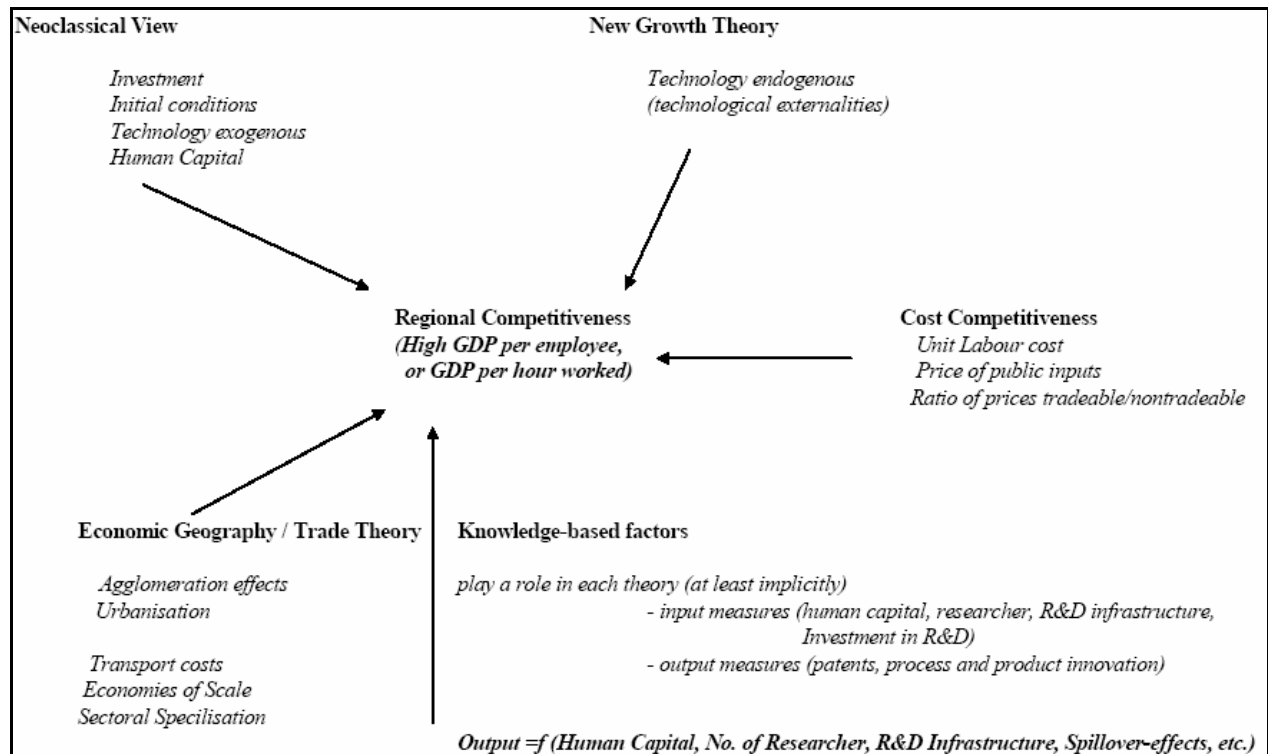 Neoclassical View
New Growth Theory
Investment
Initial conditions
Technology exogenous
Human Capital
Technology endogenous
(technological externalities)
Regional Competitiveness
(High GDP per employee,
or GDP per hour worked)
Cost Competitiveness
Unit Labour cost
Price of public inputs
Ratio of prices tradeable/nontradeable
Economic Geography / Trade Theory
Agglomeration effects
Urbanisation
Transport costs
Economies of Scale
Sectoral Specilisation
Knowledge-based factors
play a role in each theory (at least implicitly)
- input measures (human capital, researcher, R&D infrastructure,
Investment in R&D)
- output measures (patents, process and product innovation)
Output =f (Human Capital, No. of Researcher, R&D Infrastructure, Spillover-effects, etc.)